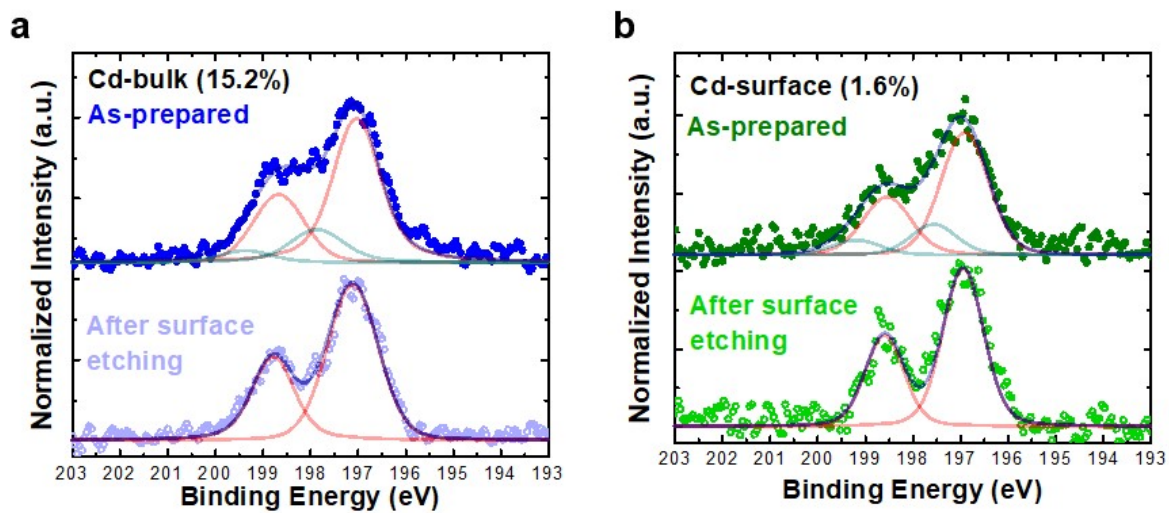 a
Cd-bulk (15.2%)
As-prepared
After surface
etching
Normalized Intensity (a.u.)
203 202 201 200 199 198 197 196 195 194 193
Binding Energy (eV)
b
Cd-surface (1.6%)
As-prepared
After surface
etching
Normalized Intensity (a.u.)
203 202 201 200 199 198 197 196 195 194 193
Binding Energy (eV)